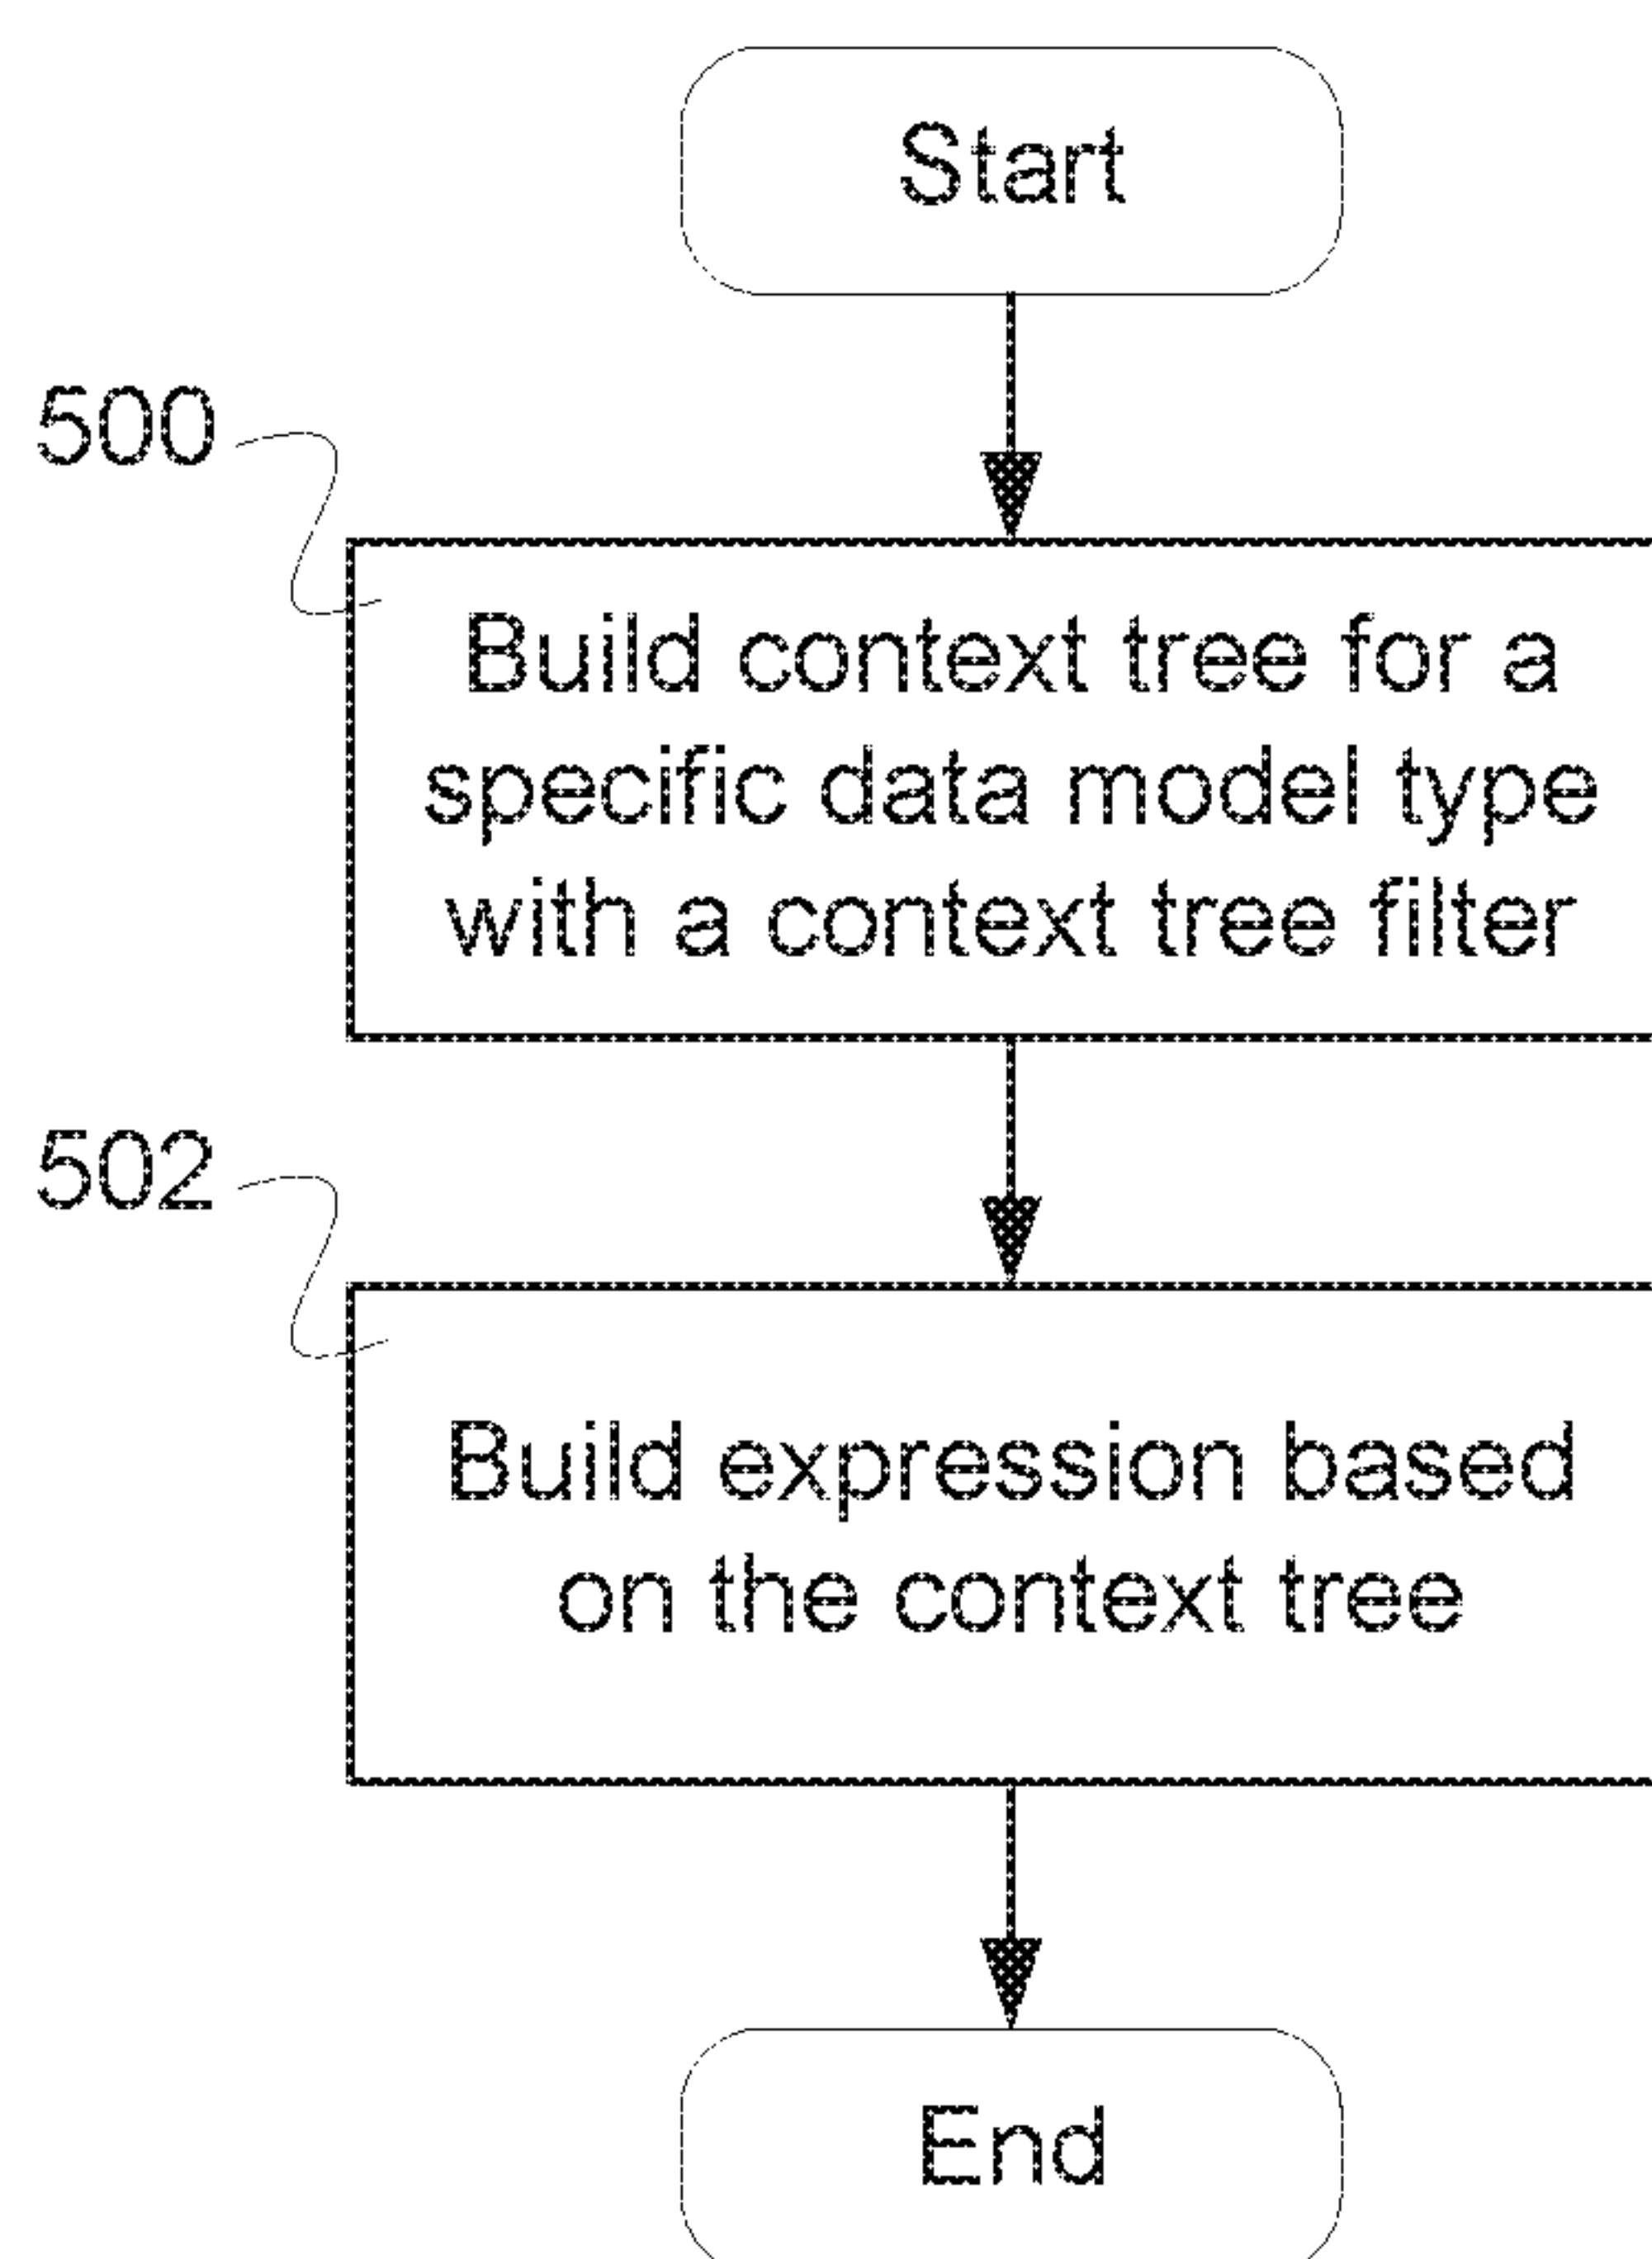 Start
500
Build context tree for a
specific data model type
with a context tree filter
502
Build expression based
on the context tree
End